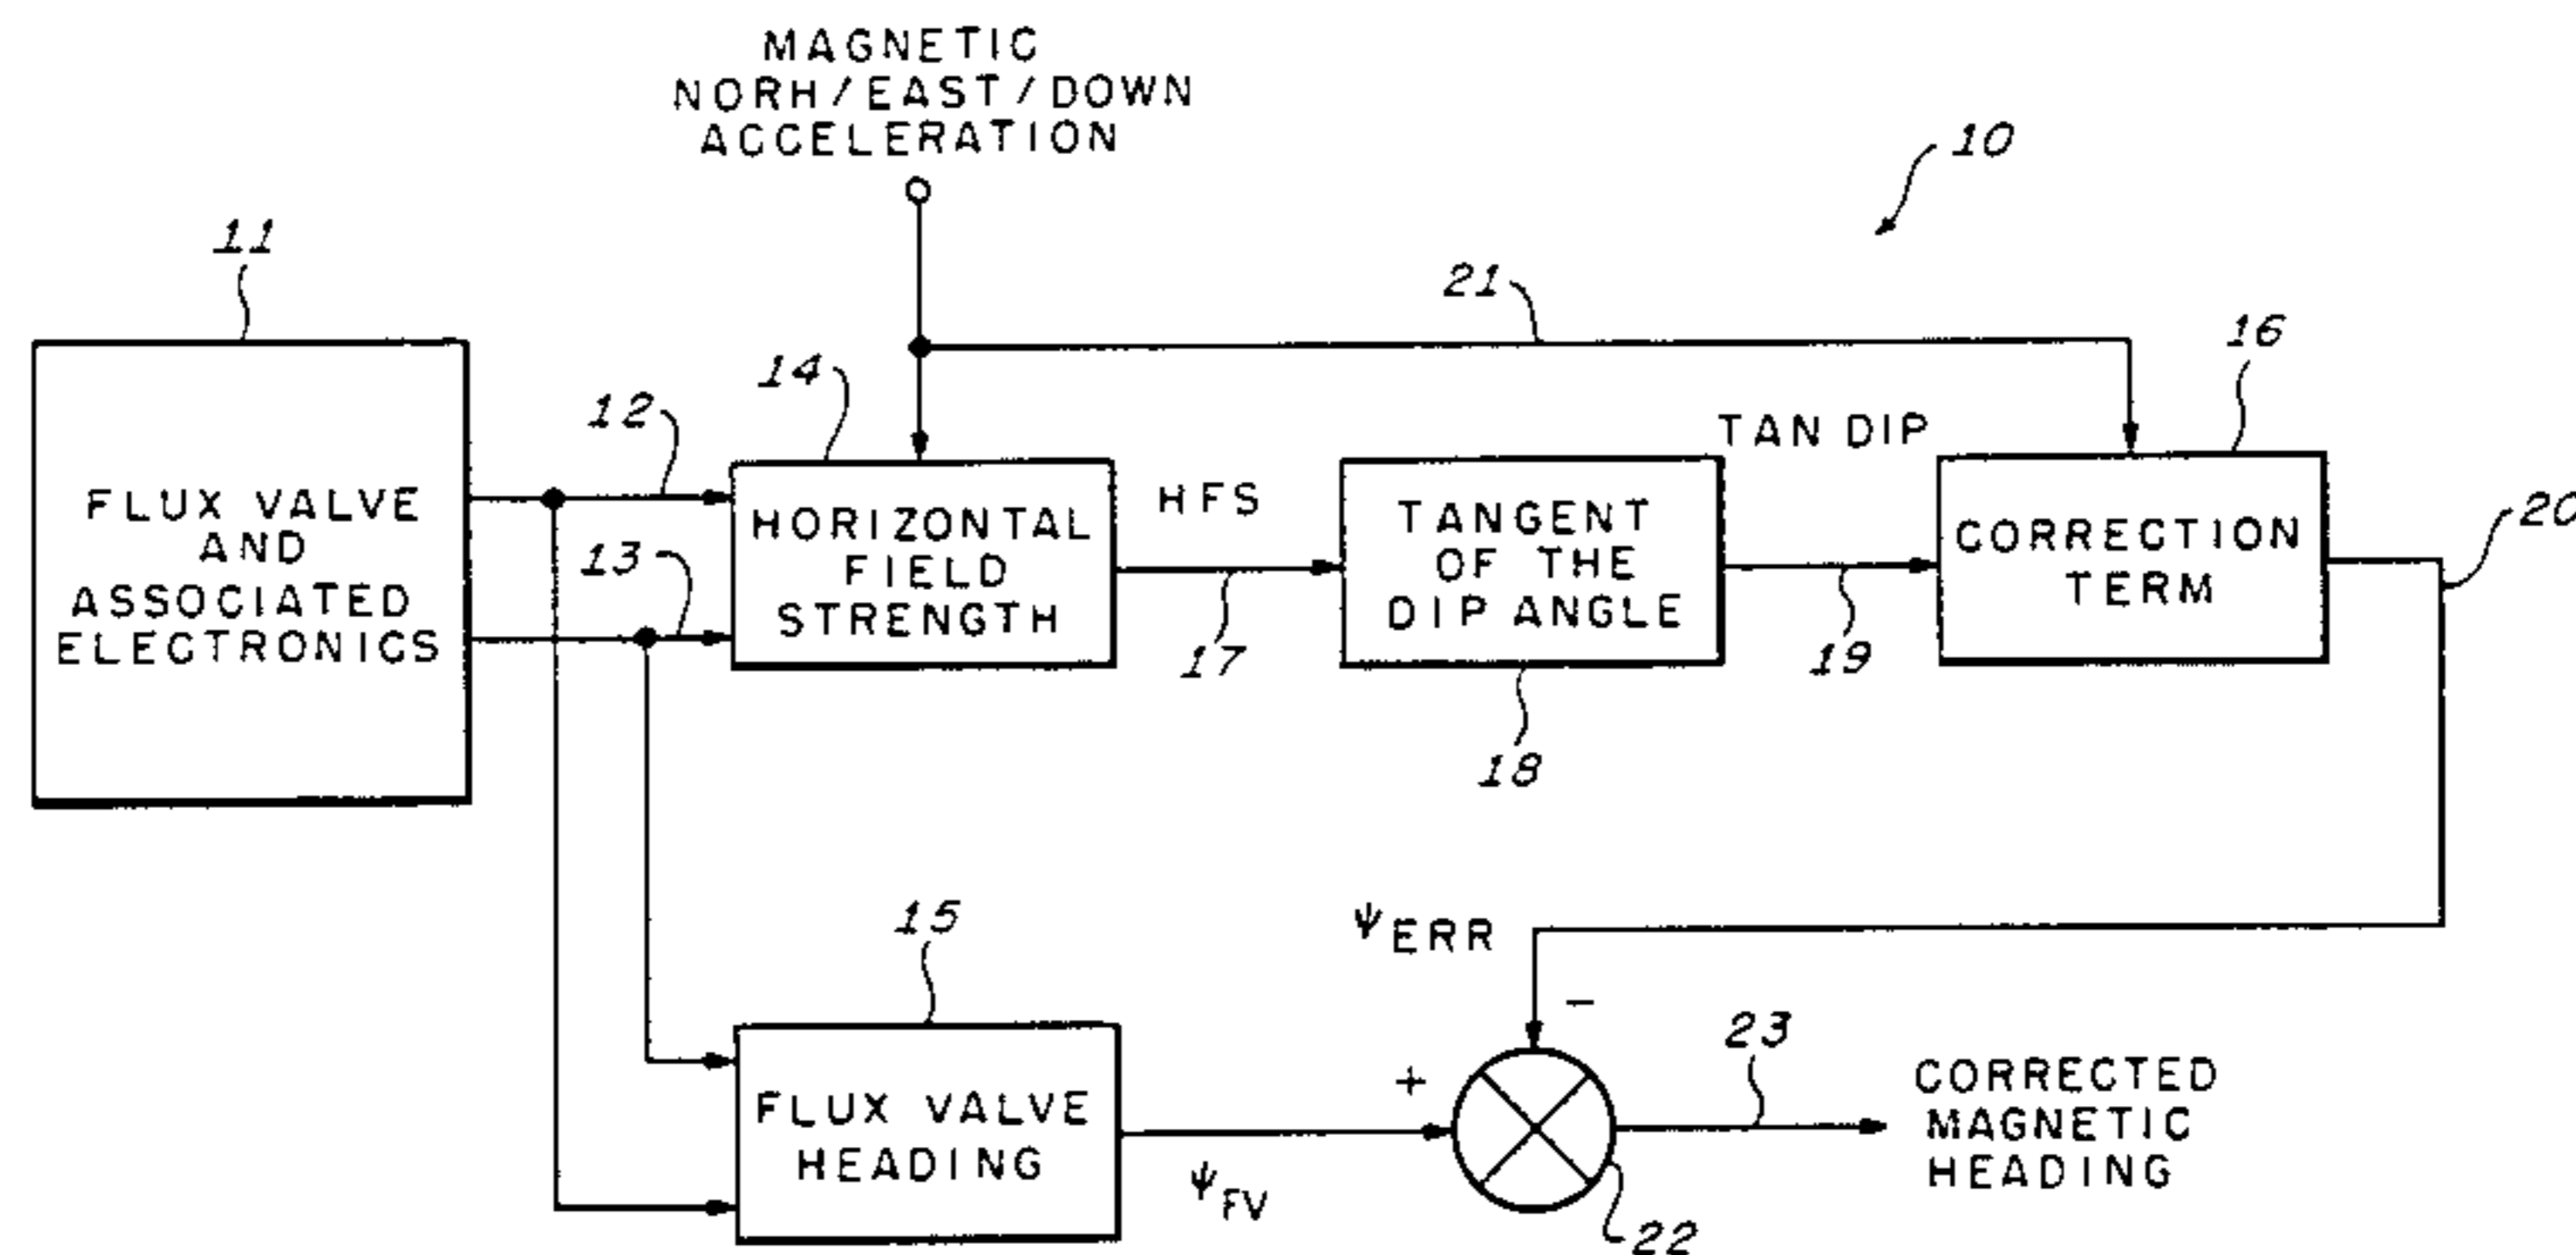 MAGNETIC
NORH/EAST/DOWN
ACCELERATION
10
11
21
16
14
12
TAN DIP
20
FLUX VALVE
AND
ASSOCIATED
ELECTRONICS
HORIZONTAL
FIELD
STRENGTH
HFS
TANGENT
OF THE
DIP ANGLE
CORRECTION
TERM
13
17
19
18
15
ΨERR
−
23
+
FLUX VALVE
HEADING
ΨFV
CORRECTED
MAGNETIC
HEADING
22